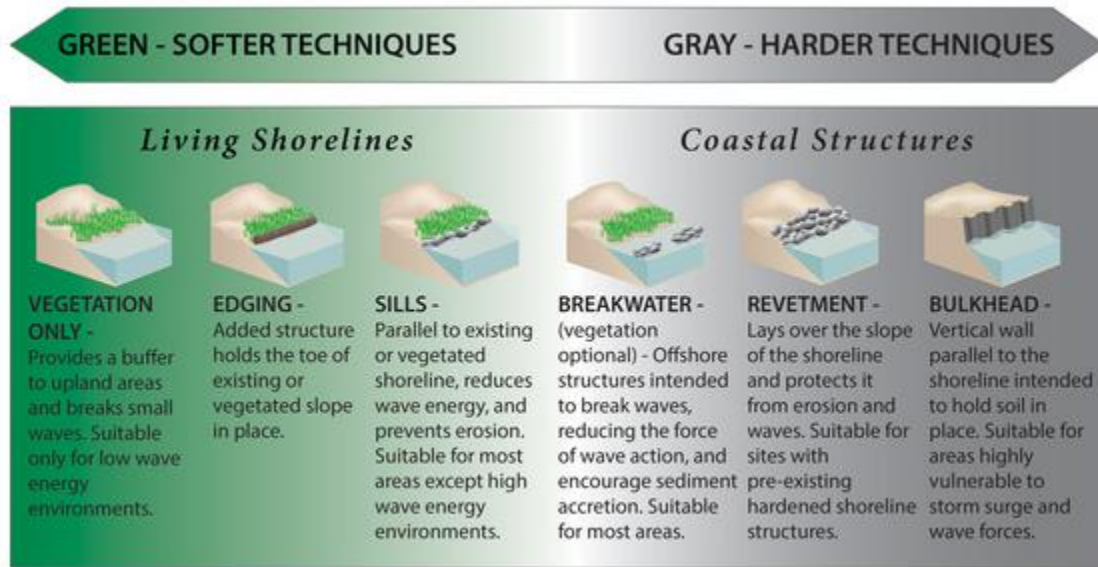 GREEN - SOFTER TECHNIQUES
GRAY - HARDER TECHNIQUES
Living Shorelines
Coastal Structures
VEGETATION
ONLY -
Provides a buffer
to upland areas
and breaks small
waves. Suitable
only for low wave
energy
environments.
EDGING -
Added structure
holds the toe of
existing or
vegetated slope
in place.
SILLS -
Parallel to existing
or vegetated
shoreline, reduces
wave energy, and
prevents erosion.
Suitable for most
areas except high
wave energy
environments.
BREAKWATER -
(vegetation
optional) - Offshore
structures intended
to break waves,
reducing the force
of wave action, and
encourage sediment
accretion. Suitable
for most areas.
REVETMENT -
Lays over the slope
of the shoreline
and protects it
from erosion and
waves. Suitable for
sites with
pre-existing
hardened shoreline
structures.
BULKHEAD -
Vertical wall
parallel to the
shoreline intended
to hold soil in
place. Suitable for
areas highly
vulnerable to
storm surge and
wave forces.